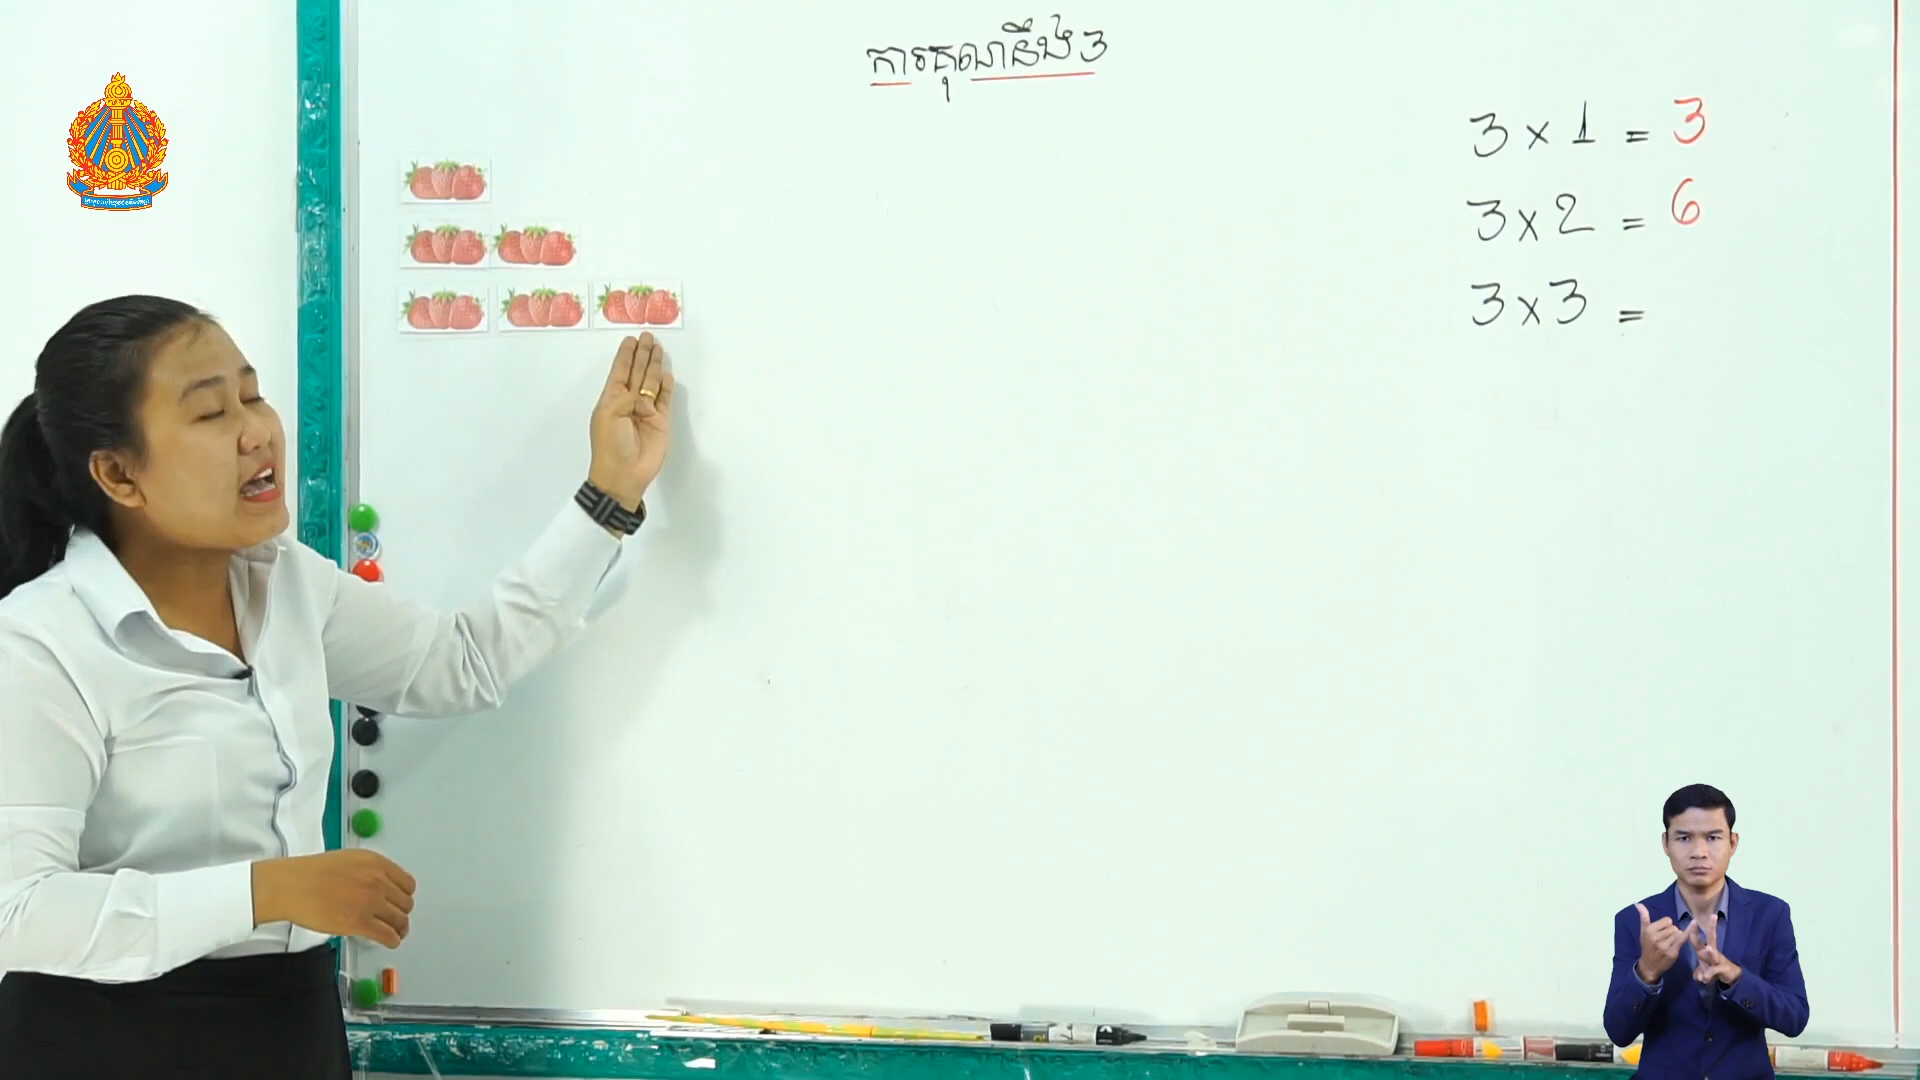 ការគុណនឹង 3
3 × 1 = 3
3 × 2 = 6
3 × 3 =